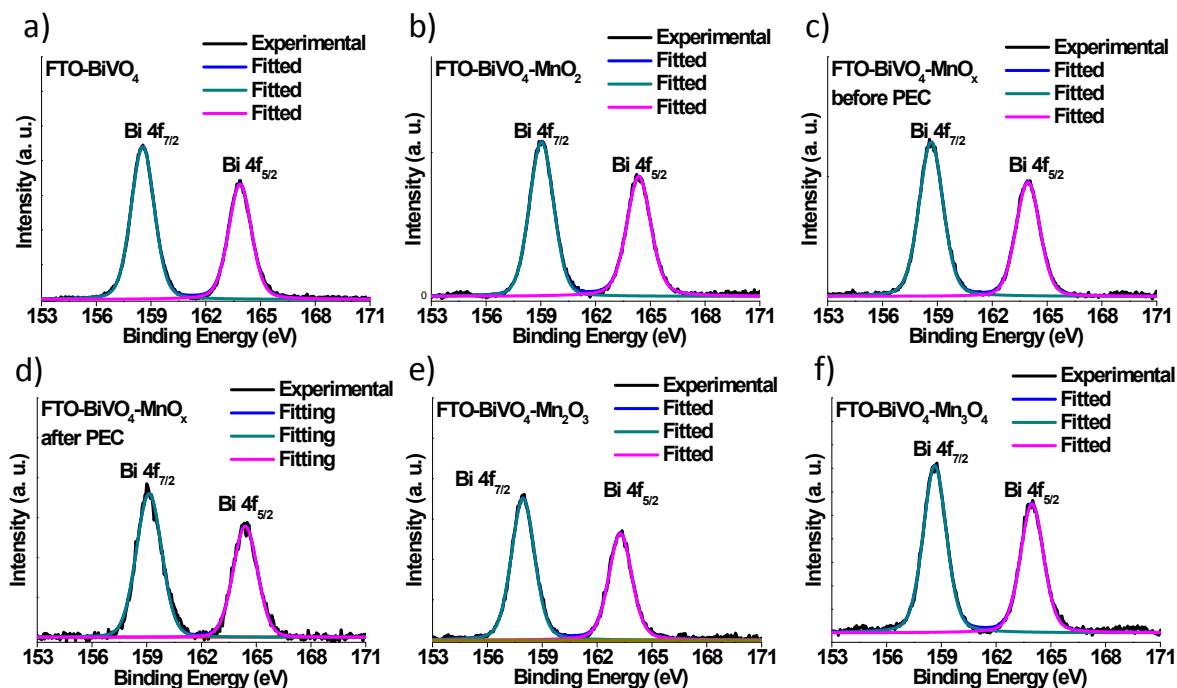 a)
FTO-BiVO₄
Experimental
Fitted
Fitted
Fitted
Bi 4f₇/₂
Bi 4f₅/₂
Intensity (a. u.)
153 156 159 162 165 168 171
Binding Energy (eV)
b)
FTO-BiVO₄-MnO₂
Experimental
Fitted
Fitted
Fitted
Bi 4f₇/₂
Bi 4f₅/₂
Intensity (a. u.)
0
153 156 159 162 165 168 171
Binding Energy (eV)
c)
FTO-BiVO₄-MnOₓ
before PEC
Experimental
Fitted
Fitted
Fitted
Bi 4f₇/₂
Bi 4f₅/₂
Intensity (a. u.)
153 156 159 162 165 168 171
Binding Energy (eV)
d)
FTO-BiVO₄-MnOₓ
after PEC
Experimental
Fitting
Fitting
Fitting
Bi 4f₇/₂
Bi 4f₅/₂
Intensity (a. u.)
153 156 159 162 165 168 171
Binding Energy (eV)
e)
FTO-BiVO₄-Mn₂O₃
Experimental
Fitted
Fitted
Fitted
Bi 4f₇/₂
Bi 4f₅/₂
Intensity (a. u.)
153 156 159 162 165 168 171
Binding Energy (eV)
f)
FTO-BiVO₄-Mn₃O₄
Experimental
Fitted
Fitted
Fitted
Bi 4f₇/₂
Bi 4f₅/₂
Intensity (a. u.)
153 156 159 162 165 168 171
Binding Energy (eV)